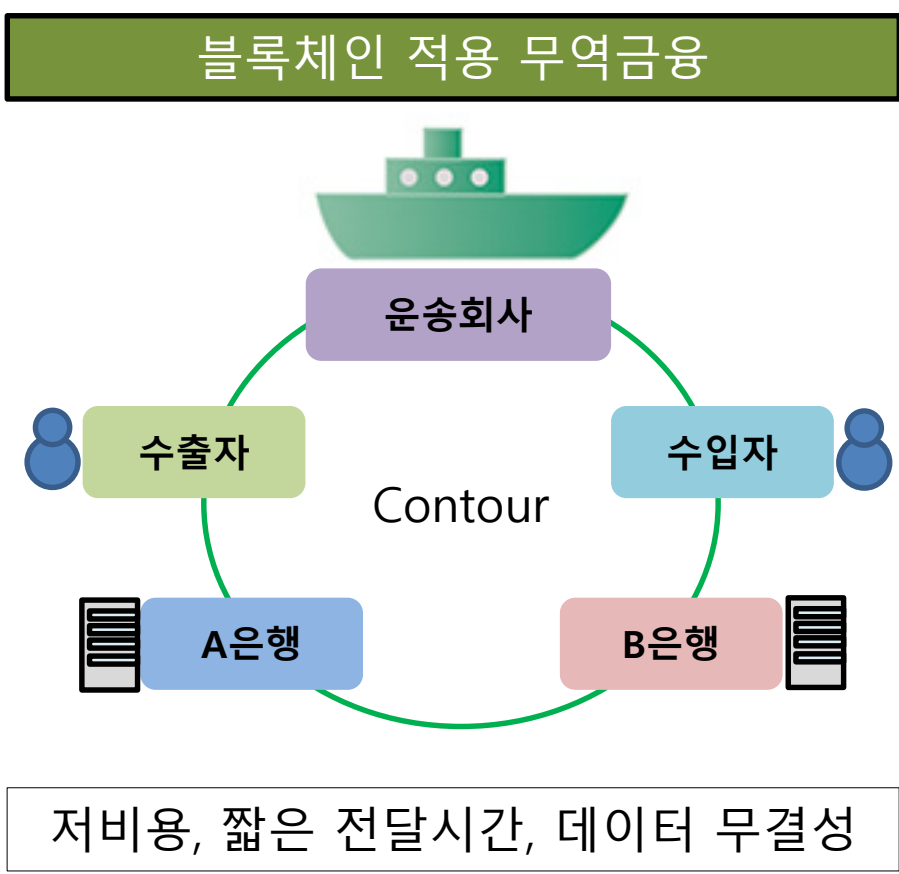 블록체인 적용 무역금융
운송회사
수출자
수입자
Contour
A은행
B은행
저비용, 짧은 전달시간, 데이터 무결성